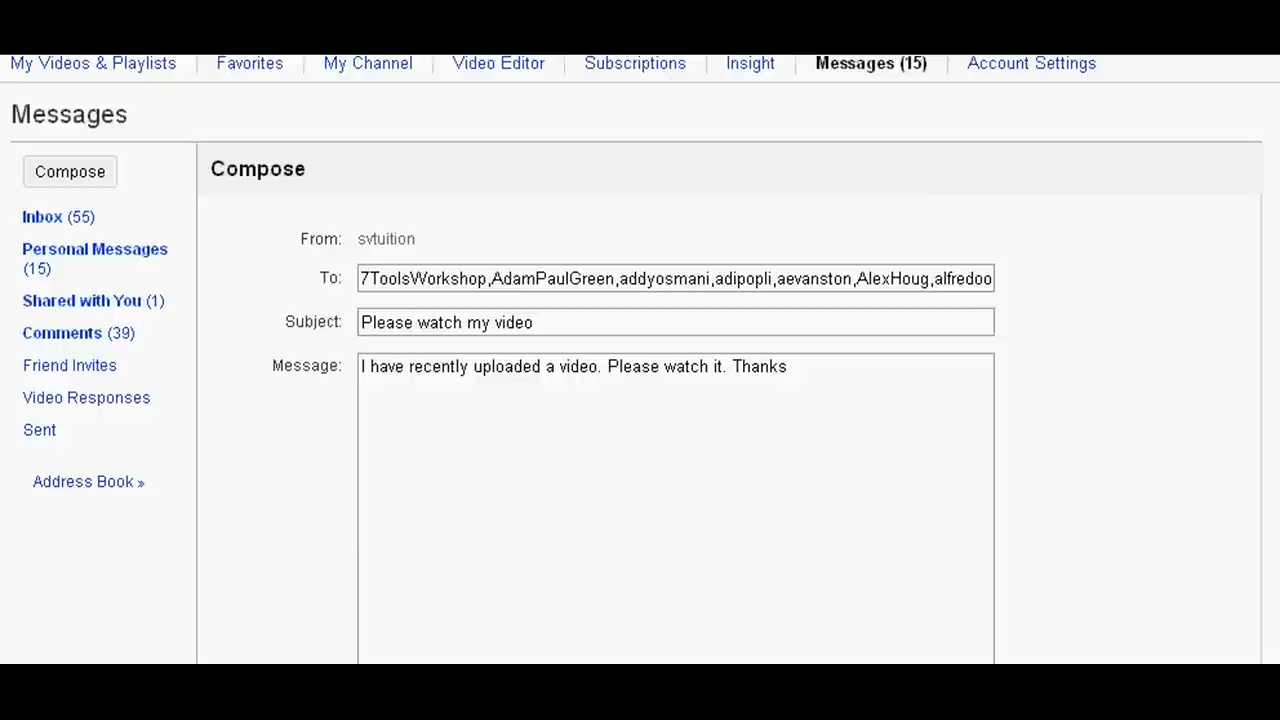 My Videos & Playlists Favorites My Channel Video Editor Subscriptions Insight Messages (15) Account Settings
Messages
Compose
Inbox (55)
Personal Messages
(15)
Shared with You (1)
Comments (39)
Friend Invites
Video Responses
Sent
Address Book »
Compose
From: svtuition
To: 7ToolsWorkshop,AdamPaulGreen,addyosmani,adipopli,aevanston,AlexHoug,alfredoo
Subject: Please watch my video
Message: I have recently uploaded a video. Please watch it. Thanks